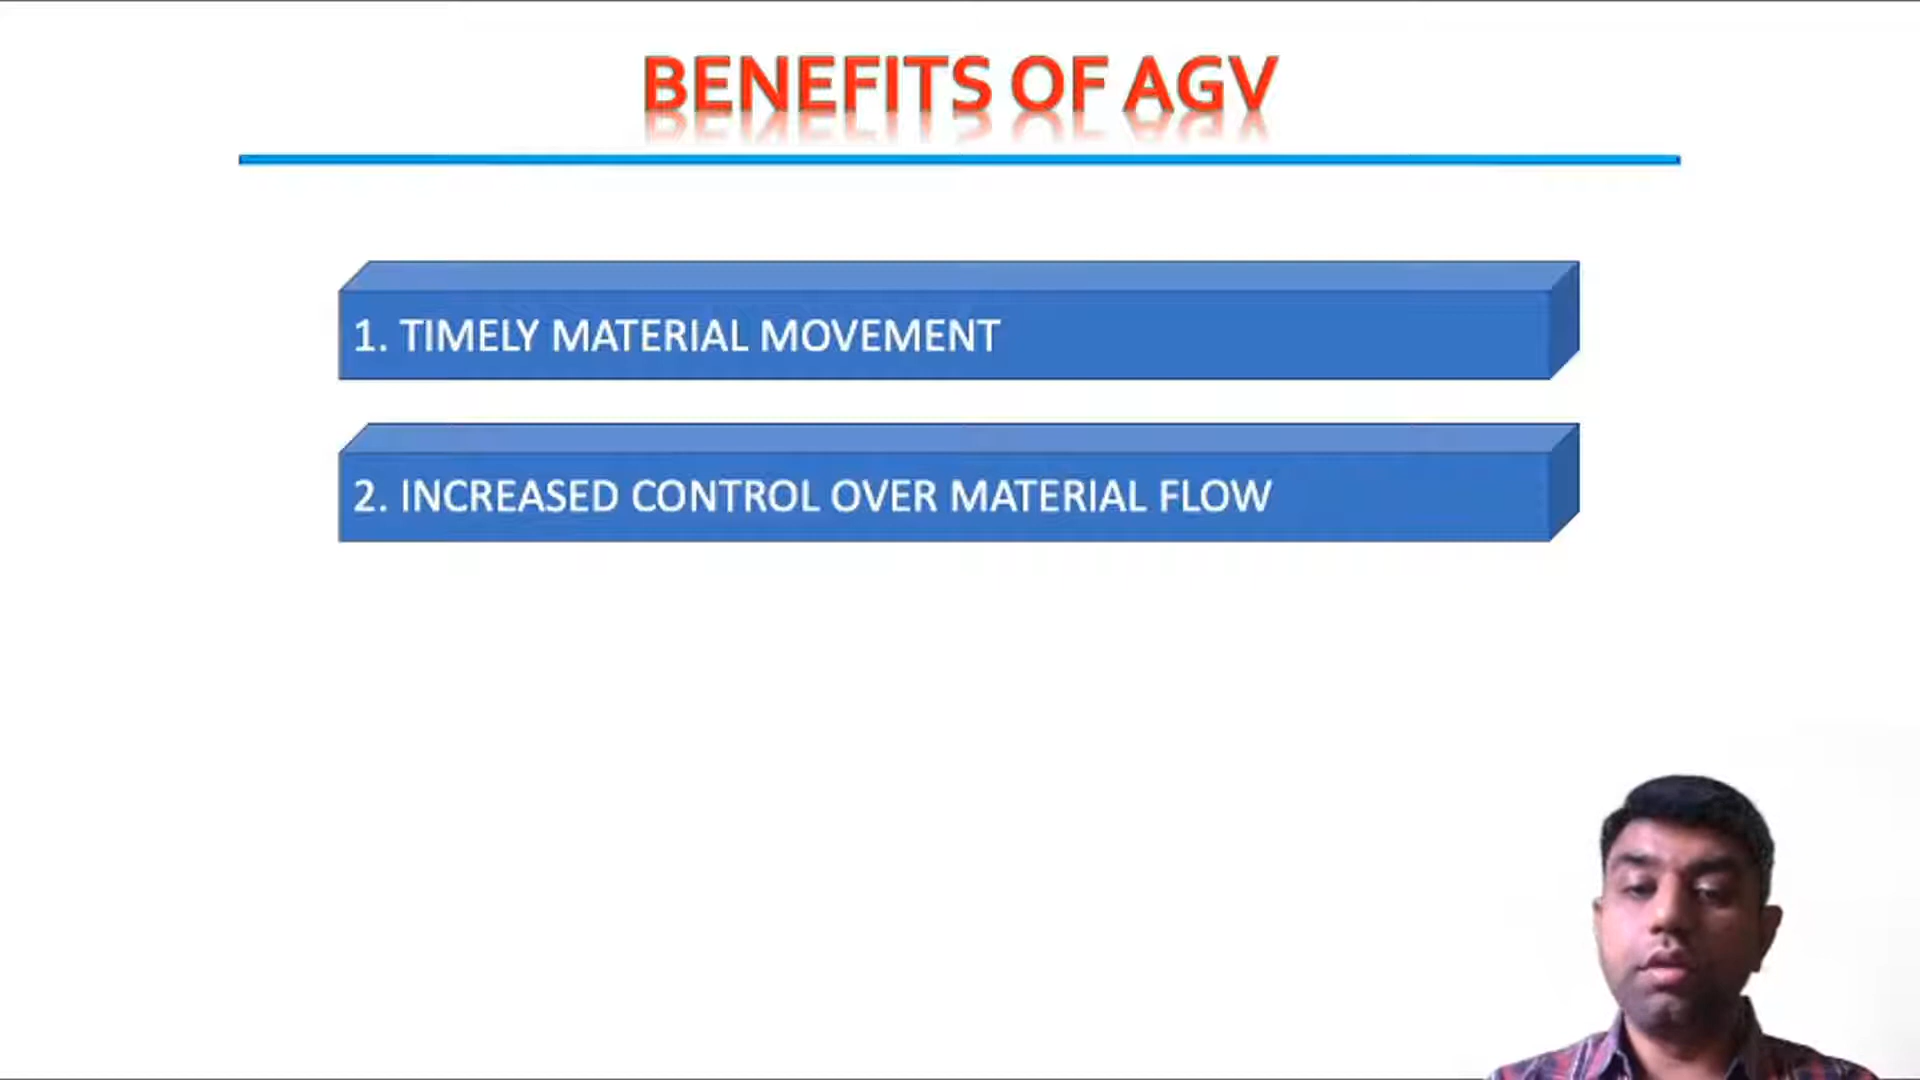 BENEFITS OF AGV
1. TIMELY MATERIAL MOVEMENT
2. INCREASED CONTROL OVER MATERIAL FLOW